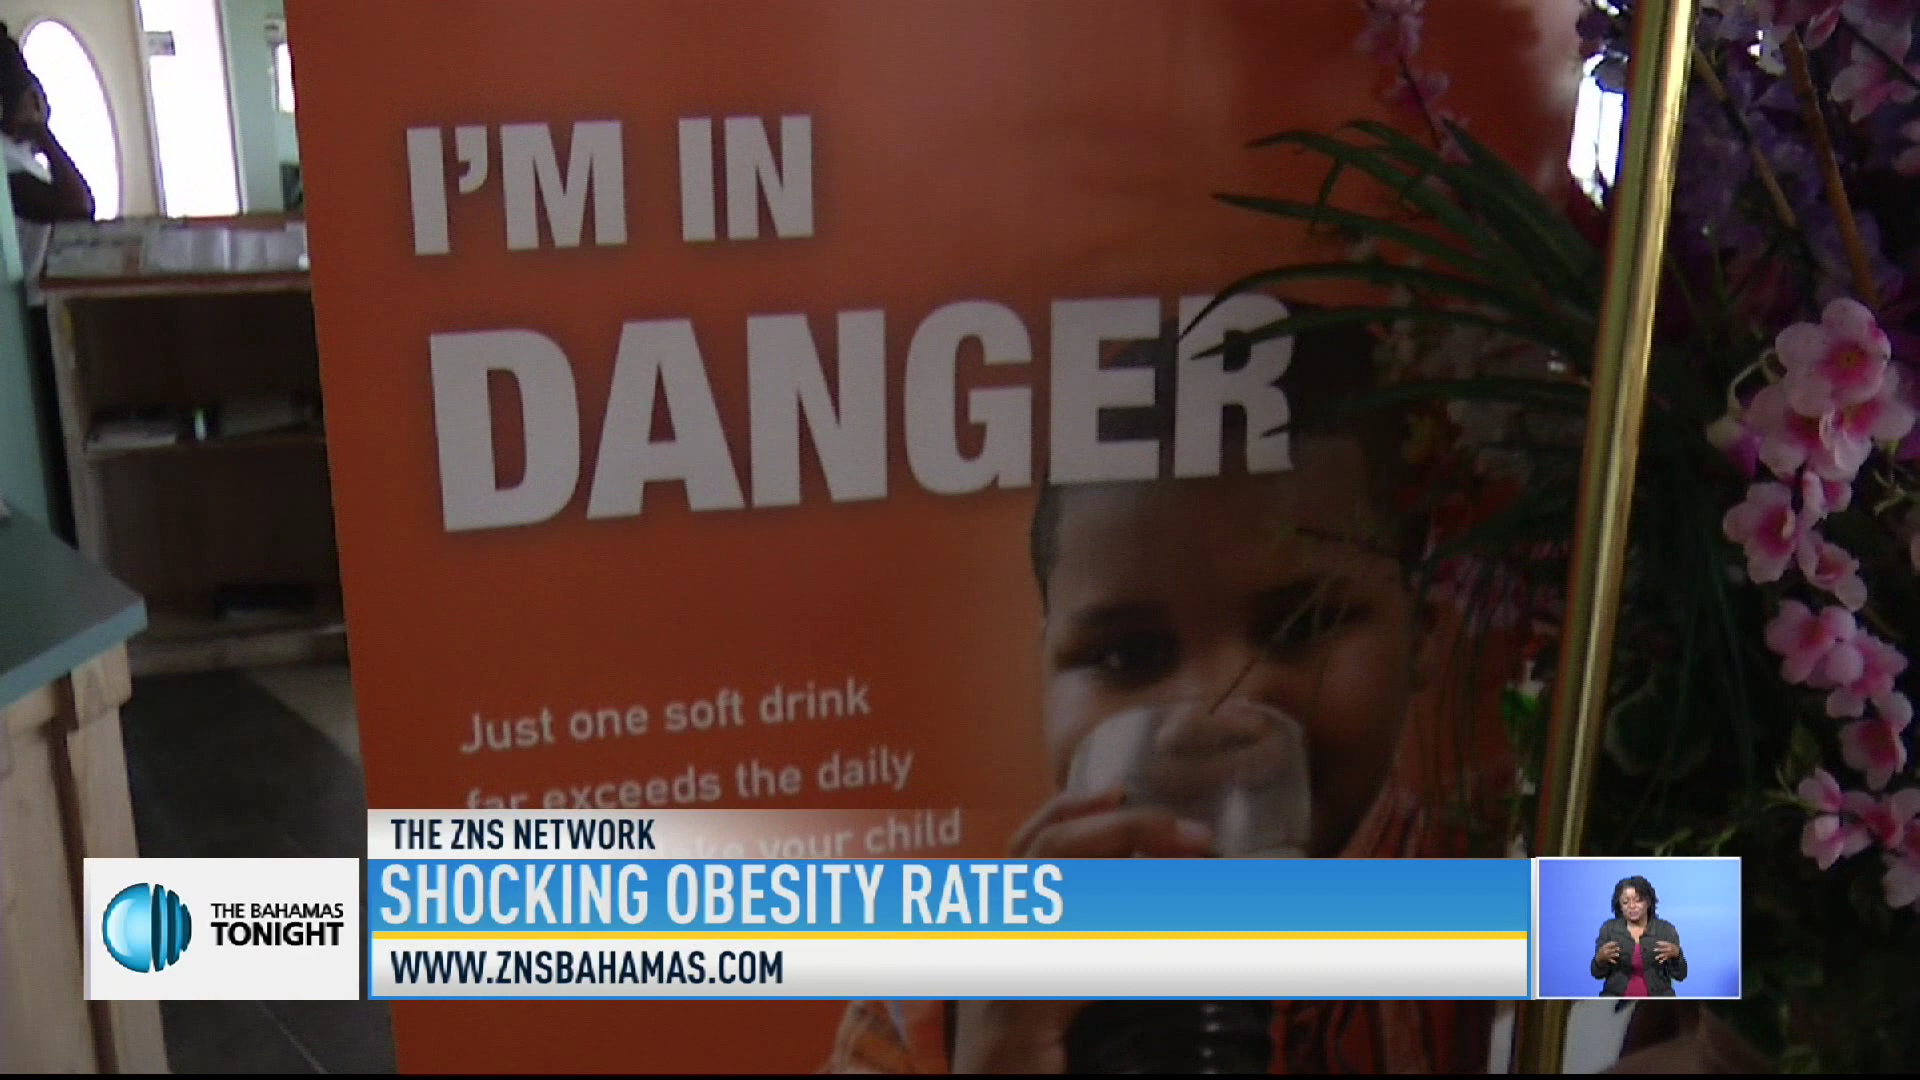 I'M IN
DANGER
Just one soft drink
far exceeds the daily
your child
THE ZNS NETWORK
SHOCKING OBESITY RATES
WWW.ZNSBAHAMAS.COM
THE BAHAMAS
TONIGHT